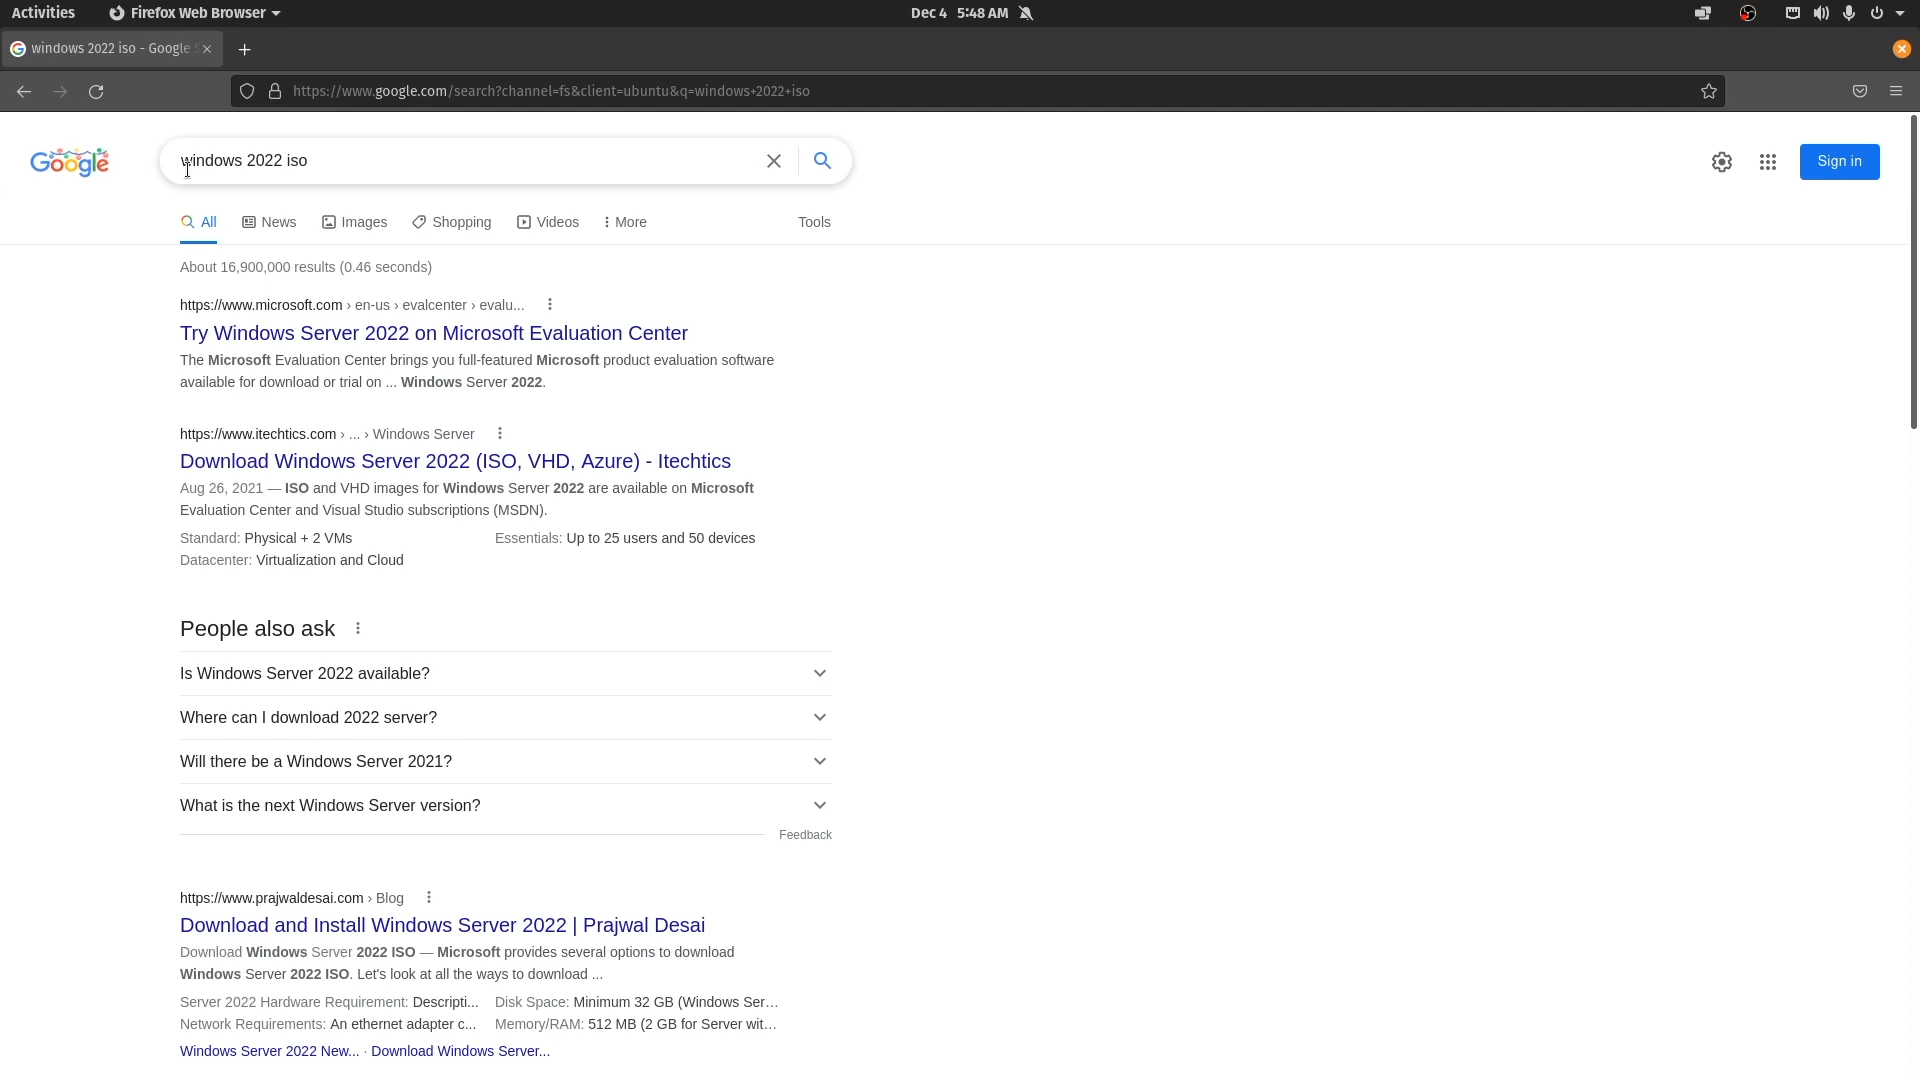 Activities
Firefox Web Browser
Dec 4 5:48 AM
windows 2022 iso - Google
https://www.google.com/search?channel=fs&client=ubuntu&q=windows+2022+iso
Google
windows 2022 iso
Sign in
All
News
Images
Shopping
Videos
More
Tools
About 16,900,000 results (0.46 seconds)
https://www.microsoft.com › en-us › evalcenter › evalu...
Try Windows Server 2022 on Microsoft Evaluation Center
The Microsoft Evaluation Center brings you full-featured Microsoft product evaluation software
available for download or trial on ... Windows Server 2022.
https://www.itechtics.com › ... › Windows Server
Download Windows Server 2022 (ISO, VHD, Azure) - Itechtics
Aug 26, 2021 — ISO and VHD images for Windows Server 2022 are available on Microsoft
Evaluation Center and Visual Studio subscriptions (MSDN).
Standard: Physical + 2 VMs
Essentials: Up to 25 users and 50 devices
Datacenter: Virtualization and Cloud
People also ask
Is Windows Server 2022 available?
Where can I download 2022 server?
Will there be a Windows Server 2021?
What is the next Windows Server version?
Feedback
https://www.prajwaldesai.com › Blog
Download and Install Windows Server 2022 | Prajwal Desai
Download Windows Server 2022 ISO — Microsoft provides several options to download
Windows Server 2022 ISO. Let's look at all the ways to download ...
Server 2022 Hardware Requirement: Descripti...
Disk Space: Minimum 32 GB (Windows Ser…
Network Requirements: An ethernet adapter c...
Memory/RAM: 512 MB (2 GB for Server wit…
Windows Server 2022 New... · Download Windows Server...